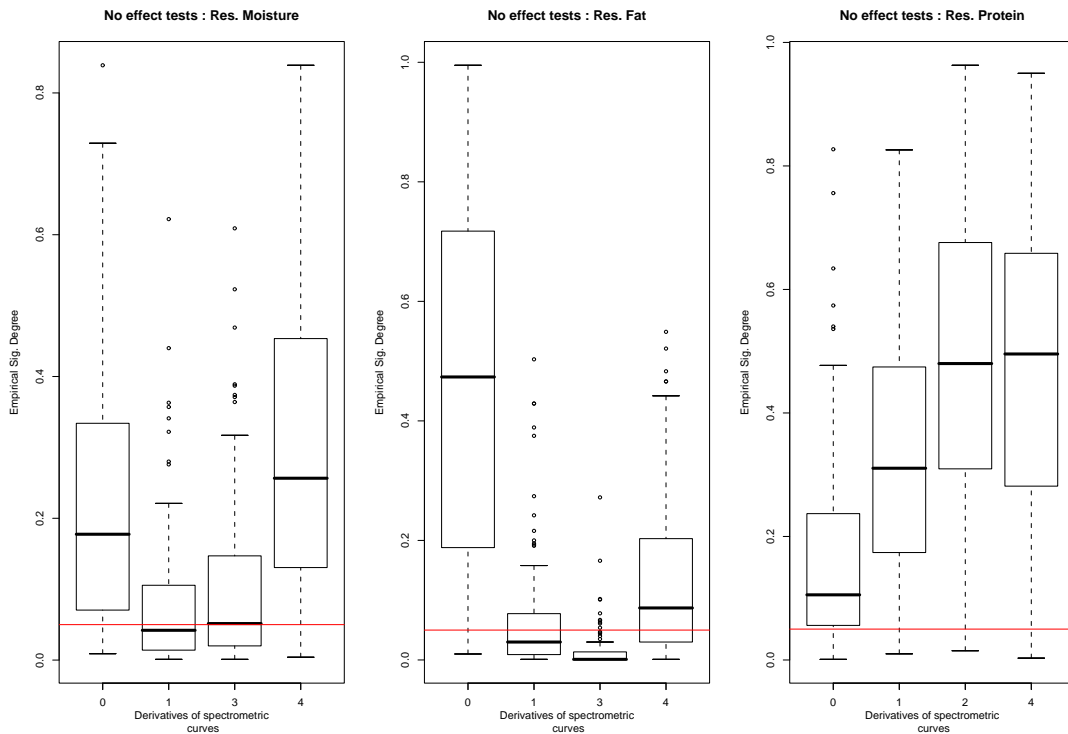 No effect tests : Res. Moisture
Empirical Sig. Degree
0.0
0.2
0.4
0.6
0.8
0
1
3
4
Derivatives of spectrometric
curves
No effect tests : Res. Fat
Empirical Sig. Degree
0.0
0.2
0.4
0.6
0.8
1.0
0
1
3
4
Derivatives of spectrometric
curves
No effect tests : Res. Protein
Empirical Sig. Degree
0.0
0.2
0.4
0.6
0.8
1.0
0
1
2
4
Derivatives of spectrometric
curves